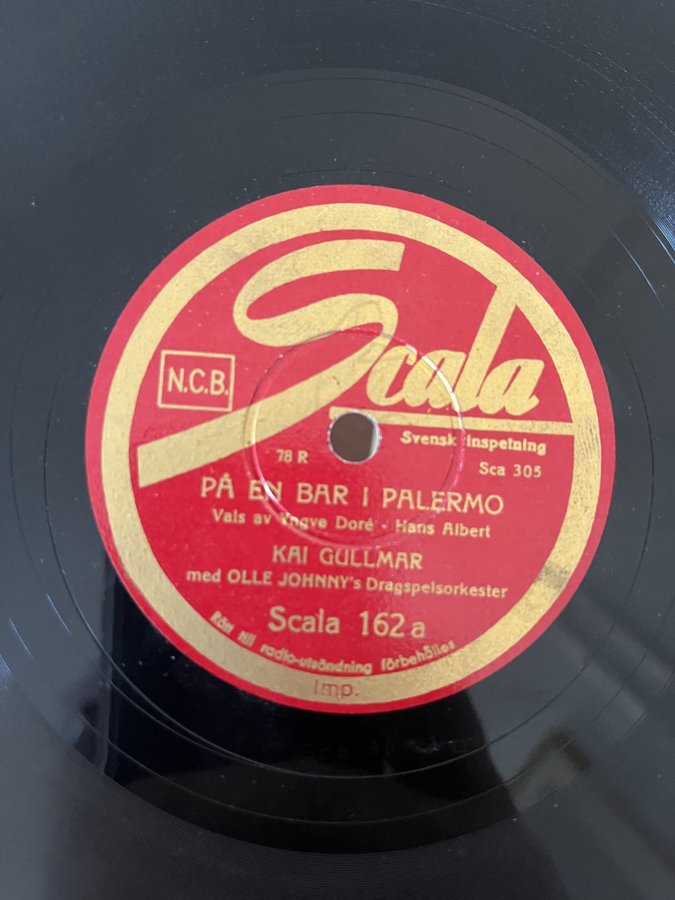 Scala
N.C.B.
Svensk inspelning
78 R
Sca 305
PÅ EN BAR I PALERMO
Vals av Yngve Doré - Hans Albert
KAI GULLMAR
med OLLE JOHNNY's Dragspelsorkester
Scala 162 a
Rätt till radio-utsändning förbehålles
Imp.